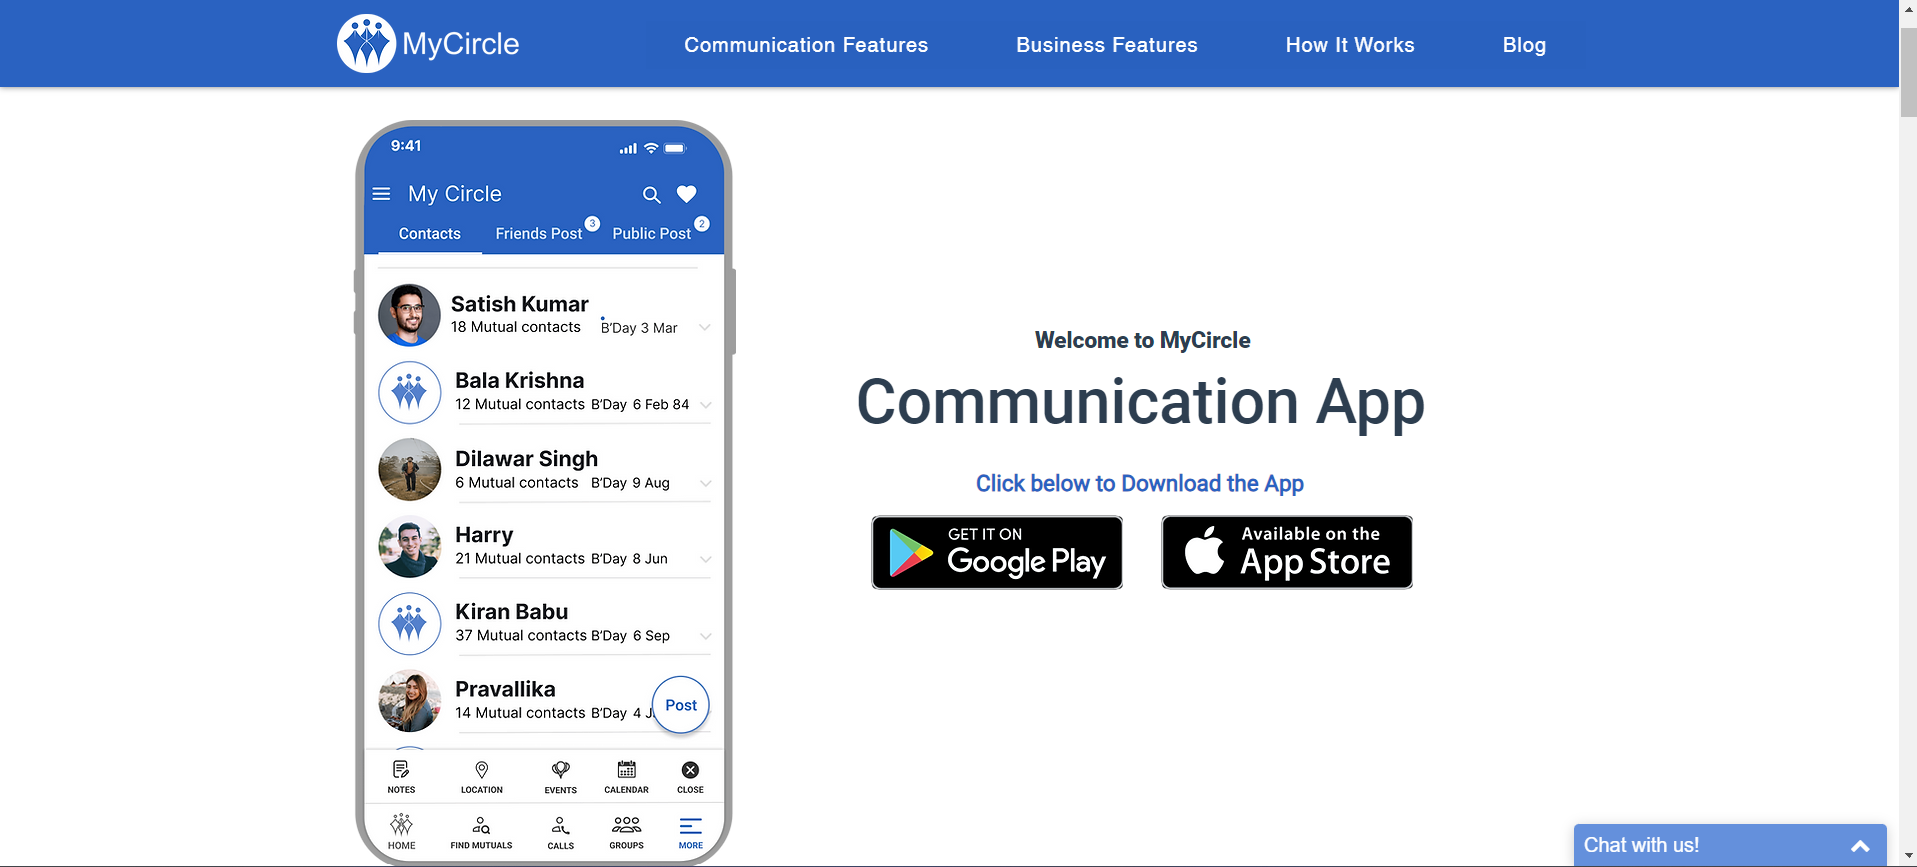 MyCircle
Communication Features
Business Features
How It Works
Blog
9:41
My Circle
Contacts
Friends Post 3
Public Post 2
Satish Kumar
18 Mutual contacts B'Day 3 Mar
Bala Krishna
12 Mutual contacts B'Day 6 Feb 84
Dilawar Singh
6 Mutual contacts B'Day 9 Aug
Harry
21 Mutual contacts B'Day 8 Jun
Kiran Babu
37 Mutual contacts B'Day 6 Sep
Pravallika
14 Mutual contacts B'Day 4
Post
NOTES
LOCATION
EVENTS
CALENDAR
CLOSE
HOME
FIND MUTUALS
CALLS
GROUPS
MORE
Welcome to MyCircle
Communication App
Click below to Download the App
GET IT ON
Google Play
Available on the
App Store
Chat with us!